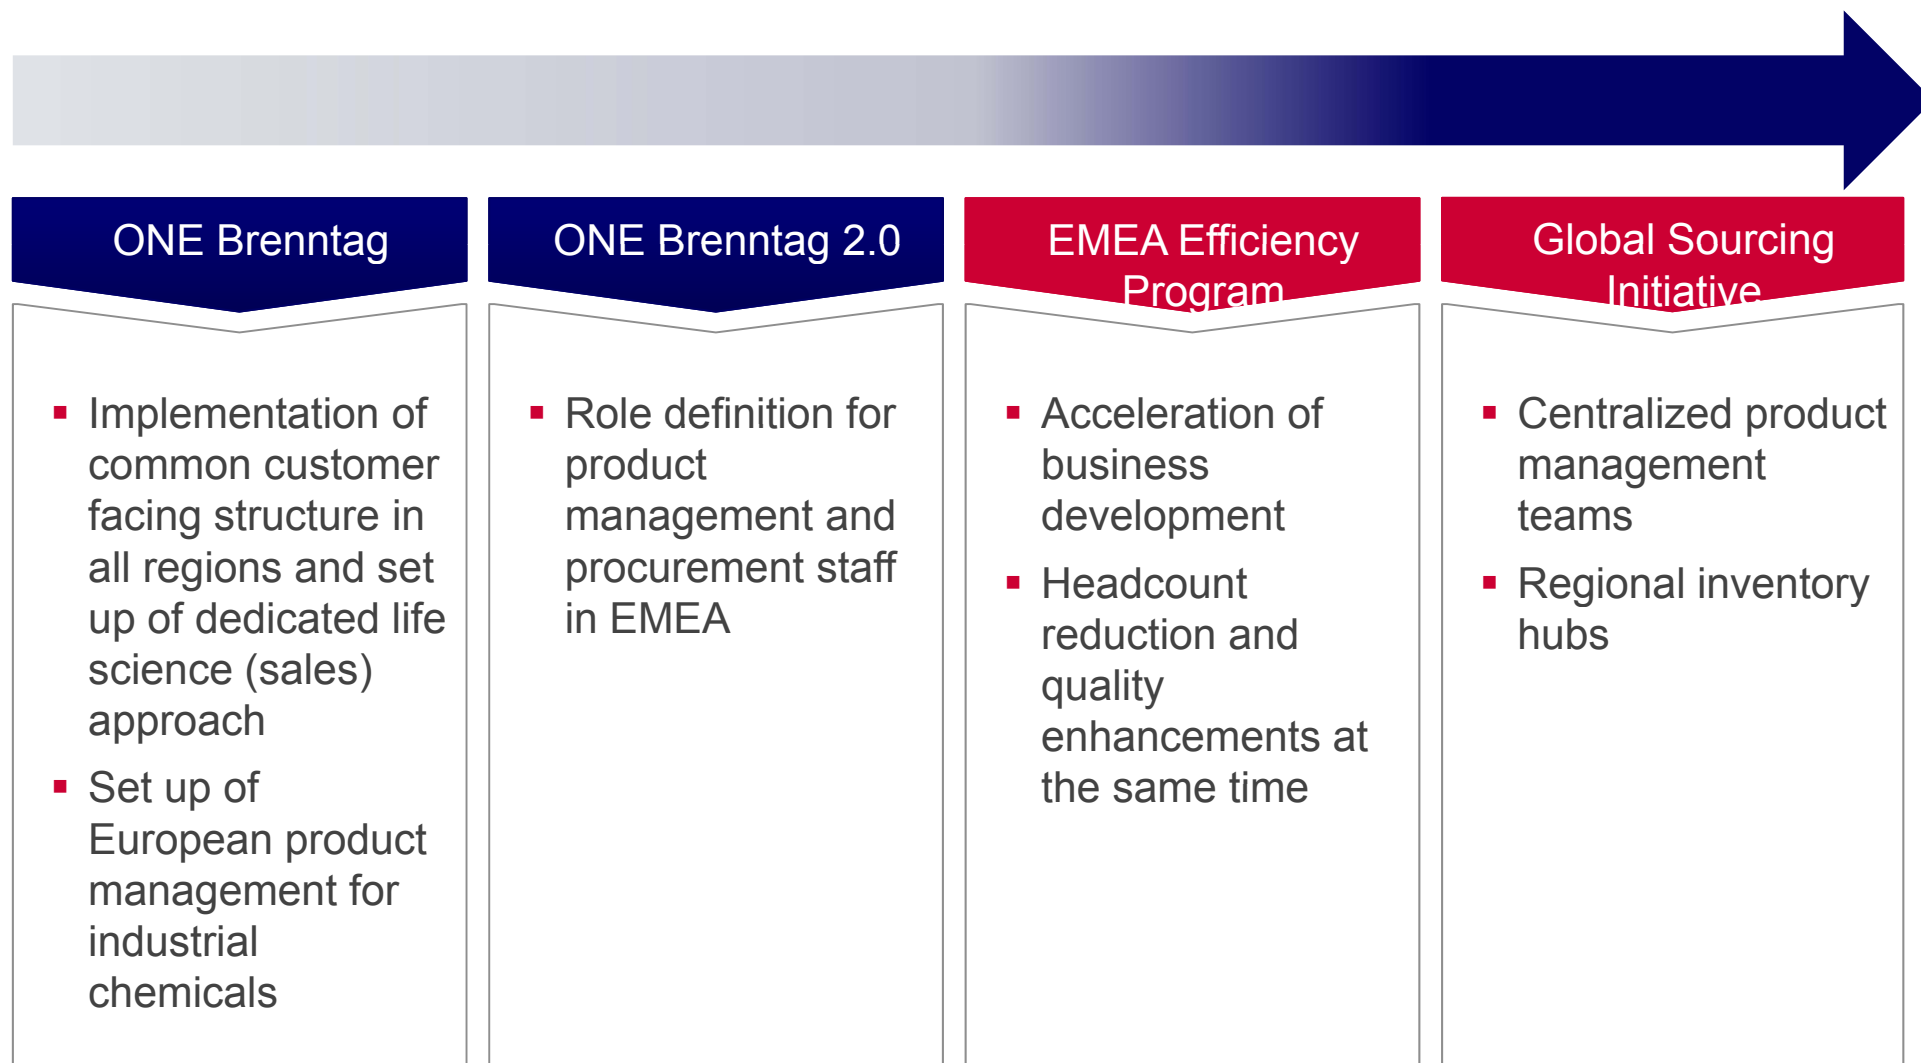 ONE Brenntag
ONE Brenntag 2.0
EMEA Efficiency
Program
Global Sourcing
Initiative
Implementation of
common customer
facing structure in
all regions and set
up of dedicated life
science (sales)
approach
Set up of
European product
management for
industrial
chemicals
Role definition for
product
management and
procurement staff
in EMEA
Acceleration of
business
development
Headcount
reduction and
quality
enhancements at
the same time
Centralized product
management
teams
Regional inventory
hubs